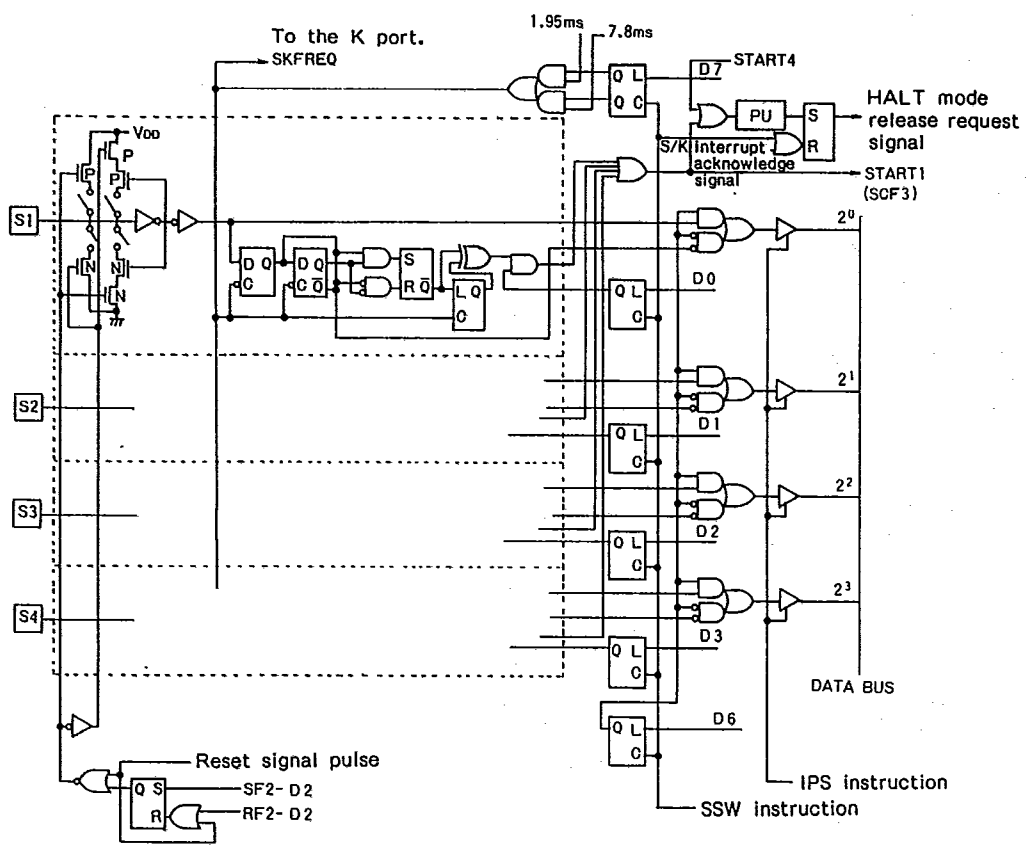 1.95ms
7.8ms
To the K port.
SKFREQ
Q L
Q C
D7
START4
PU
S
R
HALT mode
release request
signal
S/K Interrupt
acknowledge
signal
START1
(SCF3)
VDD
P
P
P
N
N
N
S1
D Q
C
D Q
C Q̅
S
R Q̅
L Q
C
Q L
C
D0
2⁰
S2
Q L
C
D1
2¹
S3
Q L
C
D2
2²
S4
Q L
C
D3
2³
DATA BUS
Q L
C
D6
Reset signal pulse
Q S
R
SF2-D2
RF2-D2
IPS instruction
SSW instruction